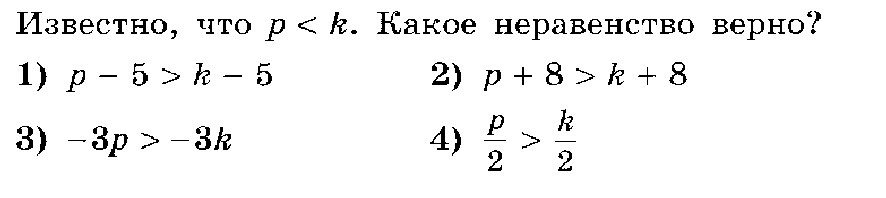 Известно, что p < k. Какое неравенство верно?
1) p − 5 > k − 5 2) p + 8 > k + 8
3) −3p > −3k 4) p/2 > k/2